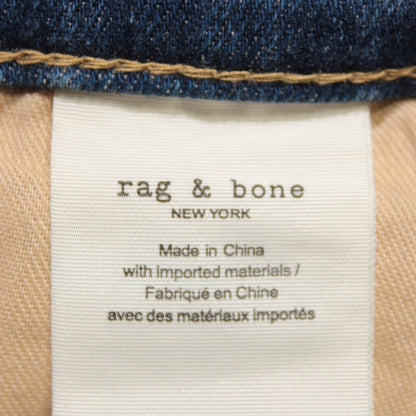 rag & bone
NEW YORK
Made in China
with imported materials /
Fabriqué en Chine
avec des matériaux importés